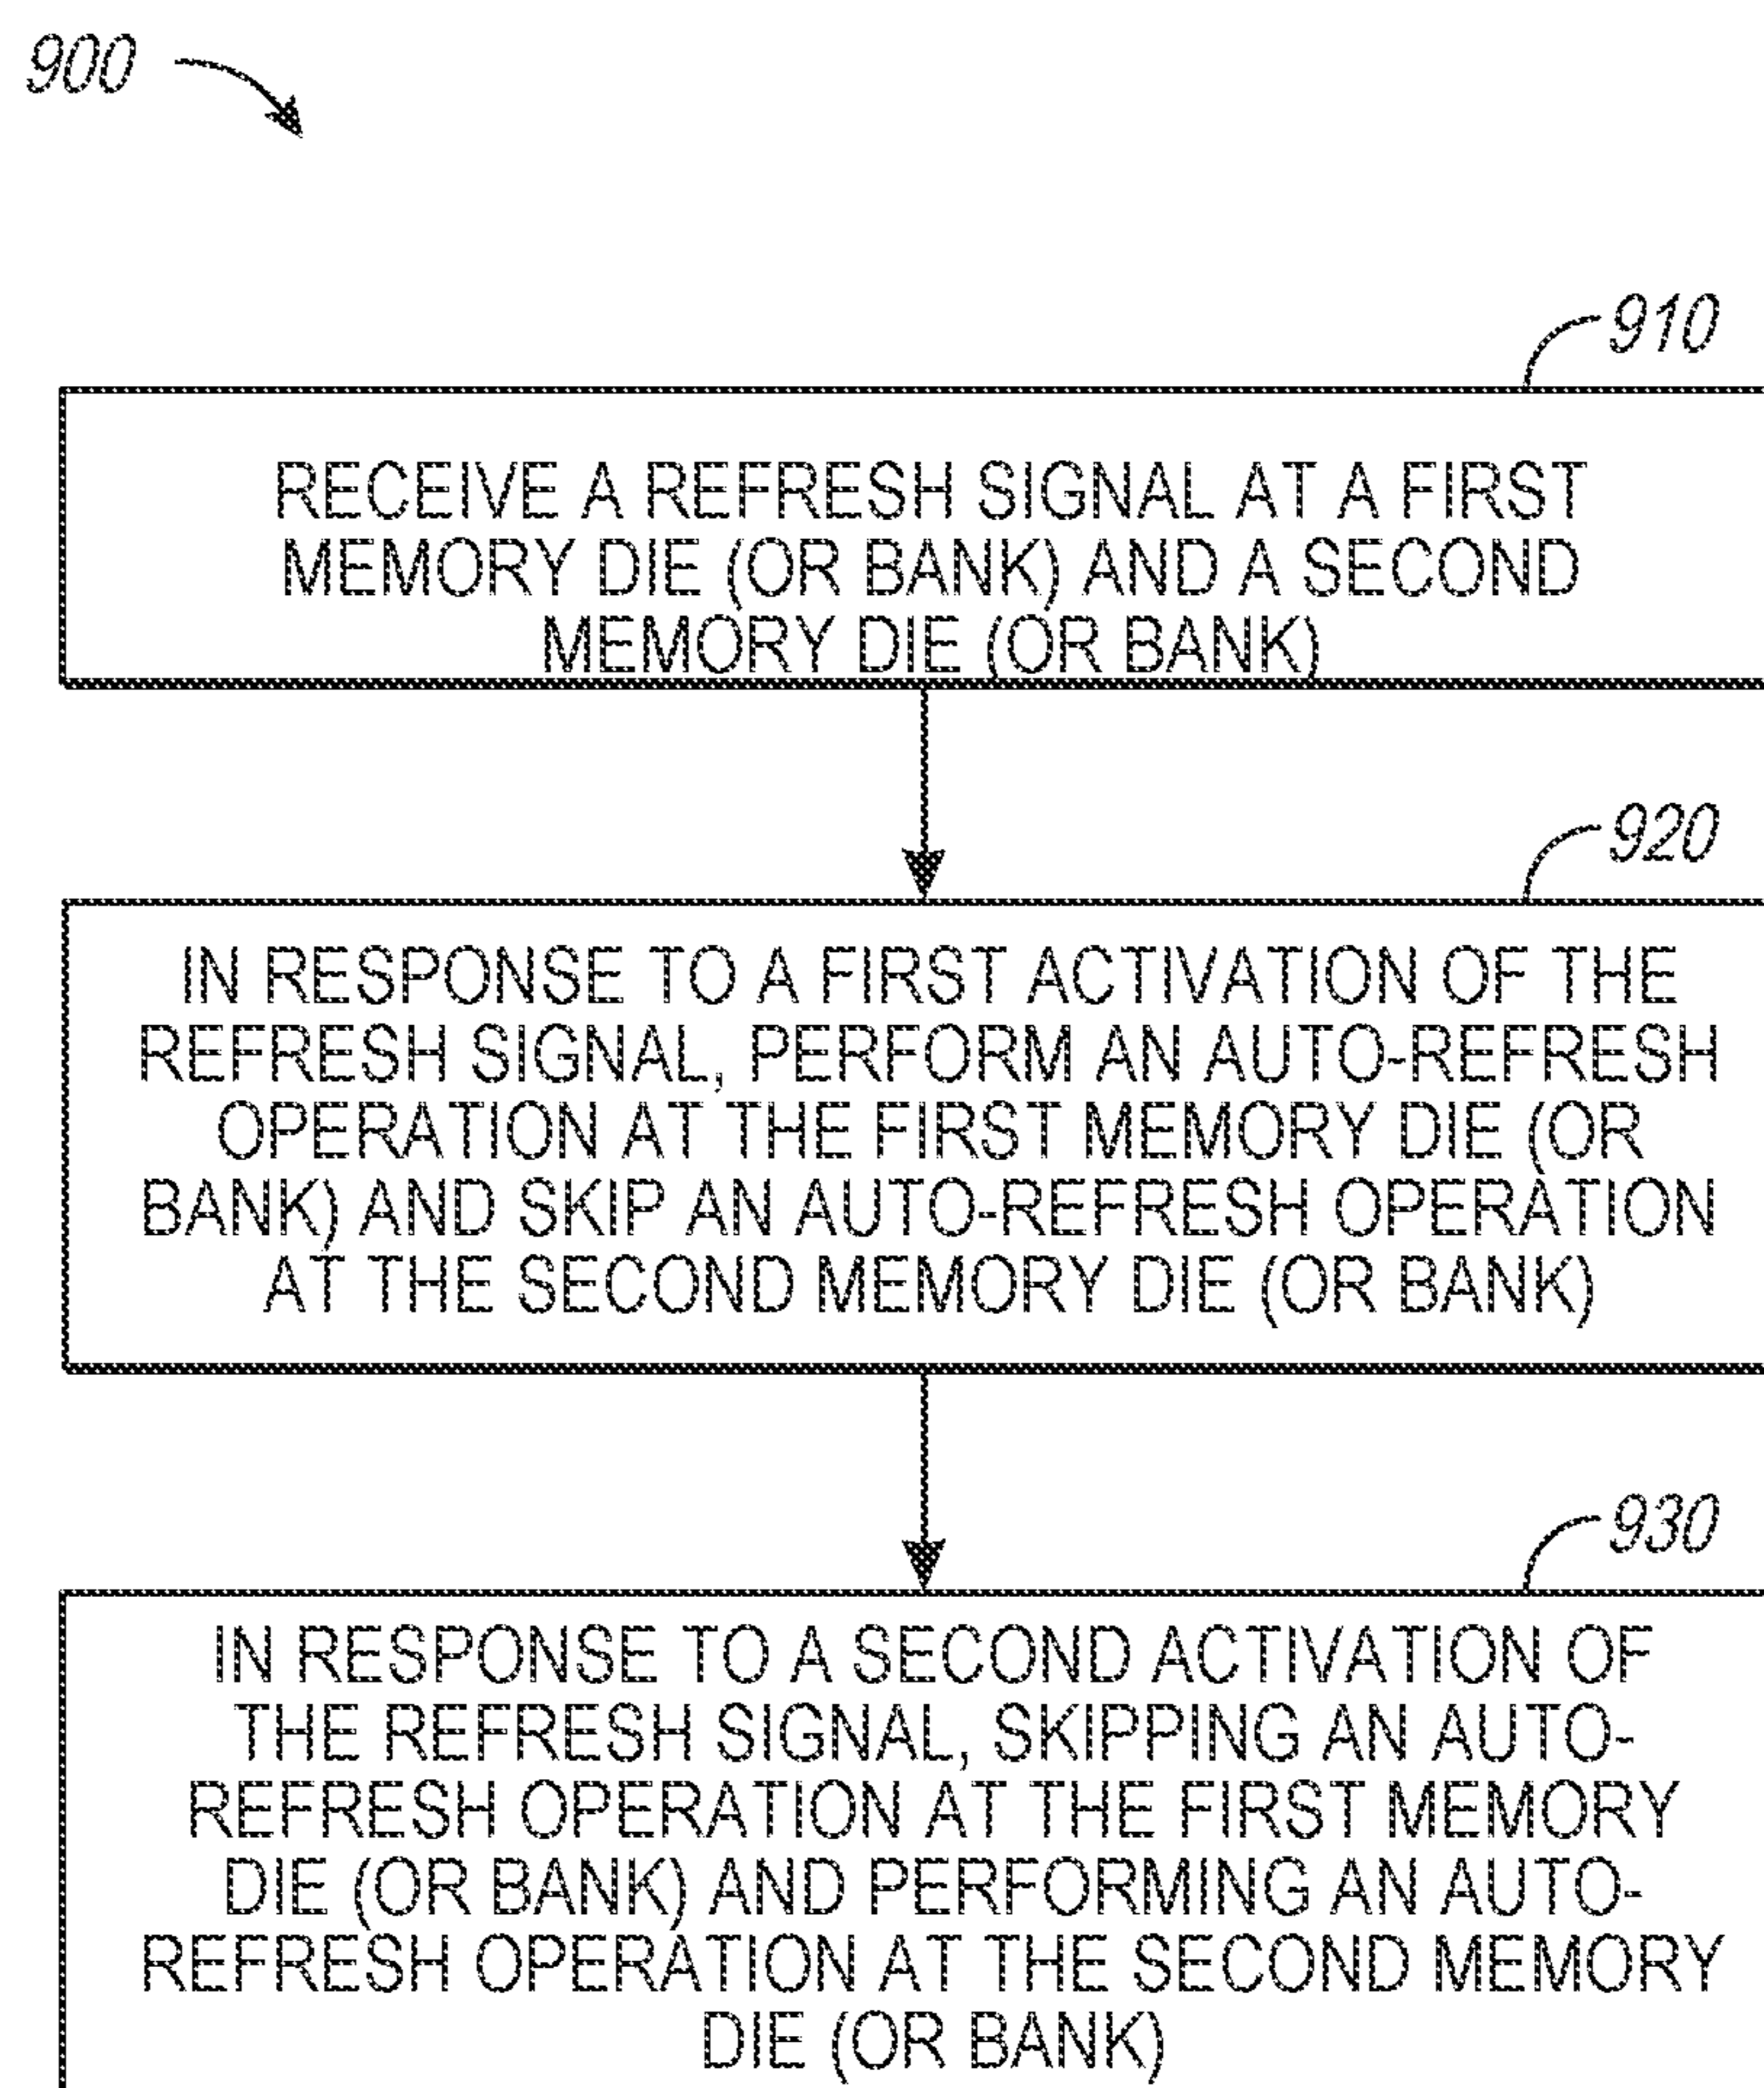 900
910
RECEIVE A REFRESH SIGNAL AT A FIRST
MEMORY DIE (OR BANK) AND A SECOND
MEMORY DIE (OR BANK)
920
IN RESPONSE TO A FIRST ACTIVATION OF THE
REFRESH SIGNAL, PERFORM AN AUTO-REFRESH
OPERATION AT THE FIRST MEMORY DIE (OR
BANK) AND SKIP AN AUTO-REFRESH OPERATION
AT THE SECOND MEMORY DIE (OR BANK)
930
IN RESPONSE TO A SECOND ACTIVATION OF
THE REFRESH SIGNAL, SKIPPING AN AUTO-
REFRESH OPERATION AT THE FIRST MEMORY
DIE (OR BANK) AND PERFORMING AN AUTO-
REFRESH OPERATION AT THE SECOND MEMORY
DIE (OR BANK)